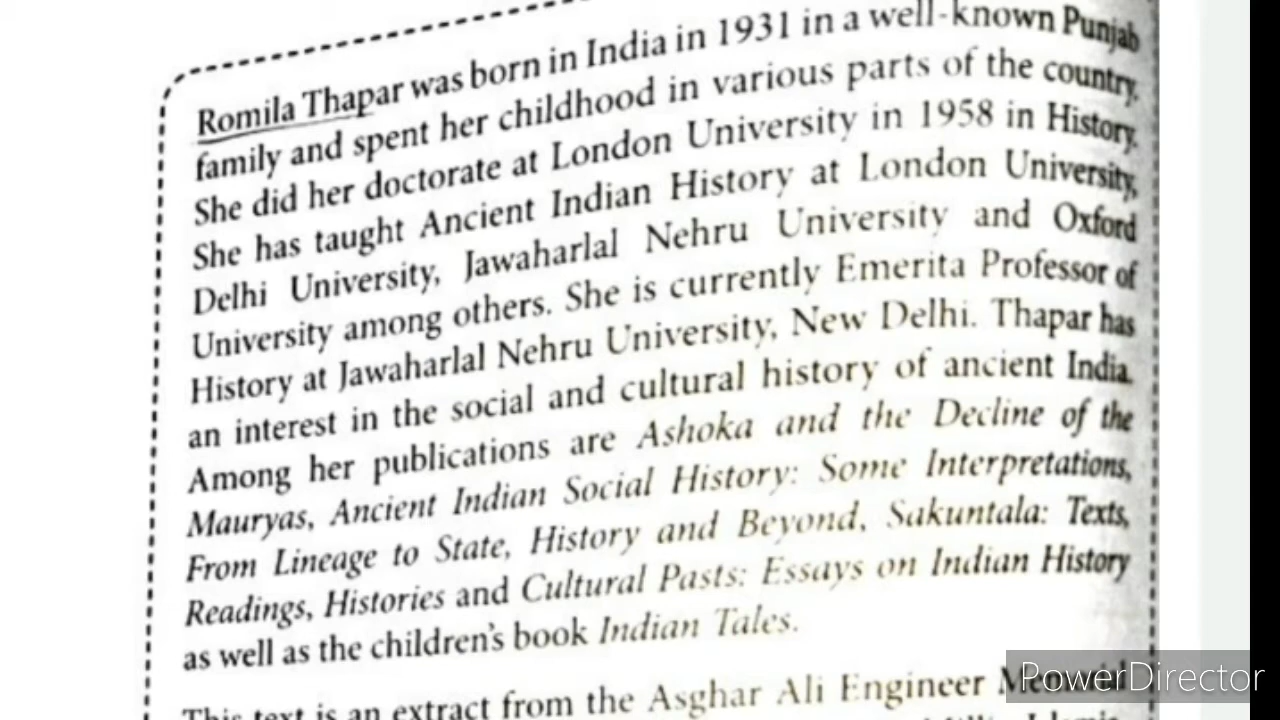 Romila Thapar was born in India in 1931 in a well-known Punjab
family and spent her childhood in various parts of the country.
She did her doctorate at London University in 1958 in History.
She has taught Ancient Indian History at London University,
Delhi University, Jawaharlal Nehru University and Oxford
University among others. She is currently Emerita Professor of
History at Jawaharlal Nehru University, New Delhi. Thapar has
an interest in the social and cultural history of ancient India.
Among her publications are Ashoka and the Decline of the
Mauryas, Ancient Indian Social History: Some Interpretations,
From Lineage to State, History and Beyond, Sakuntala: Texts,
Readings, Histories and Cultural Pasts: Essays on Indian History
as well as the children's book Indian Tales.
This text is an extract from the Asghar Ali Engineer Memorial
PowerDirector